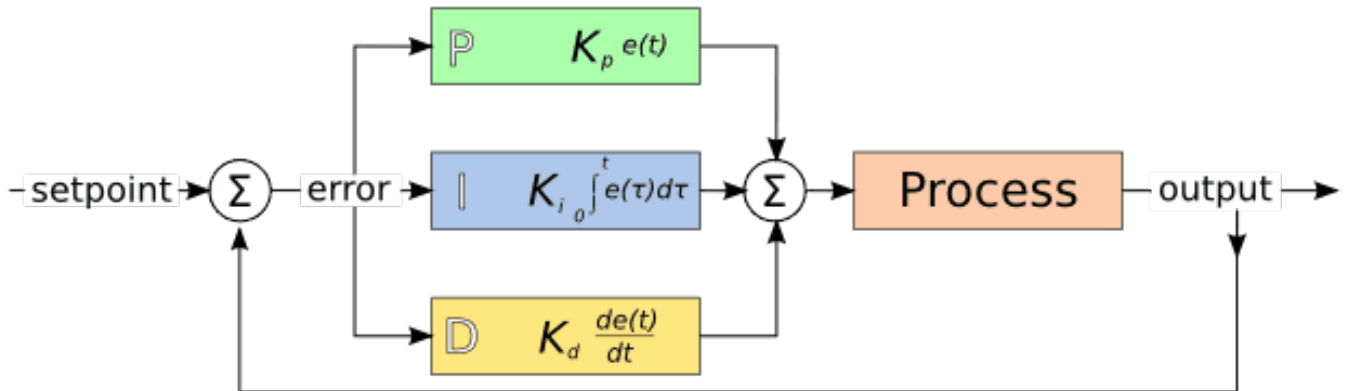 P K_p e(t)
setpoint Σ error I K_i ∫_0^t e(τ)dτ Σ Process output
D K_d de(t)/dt